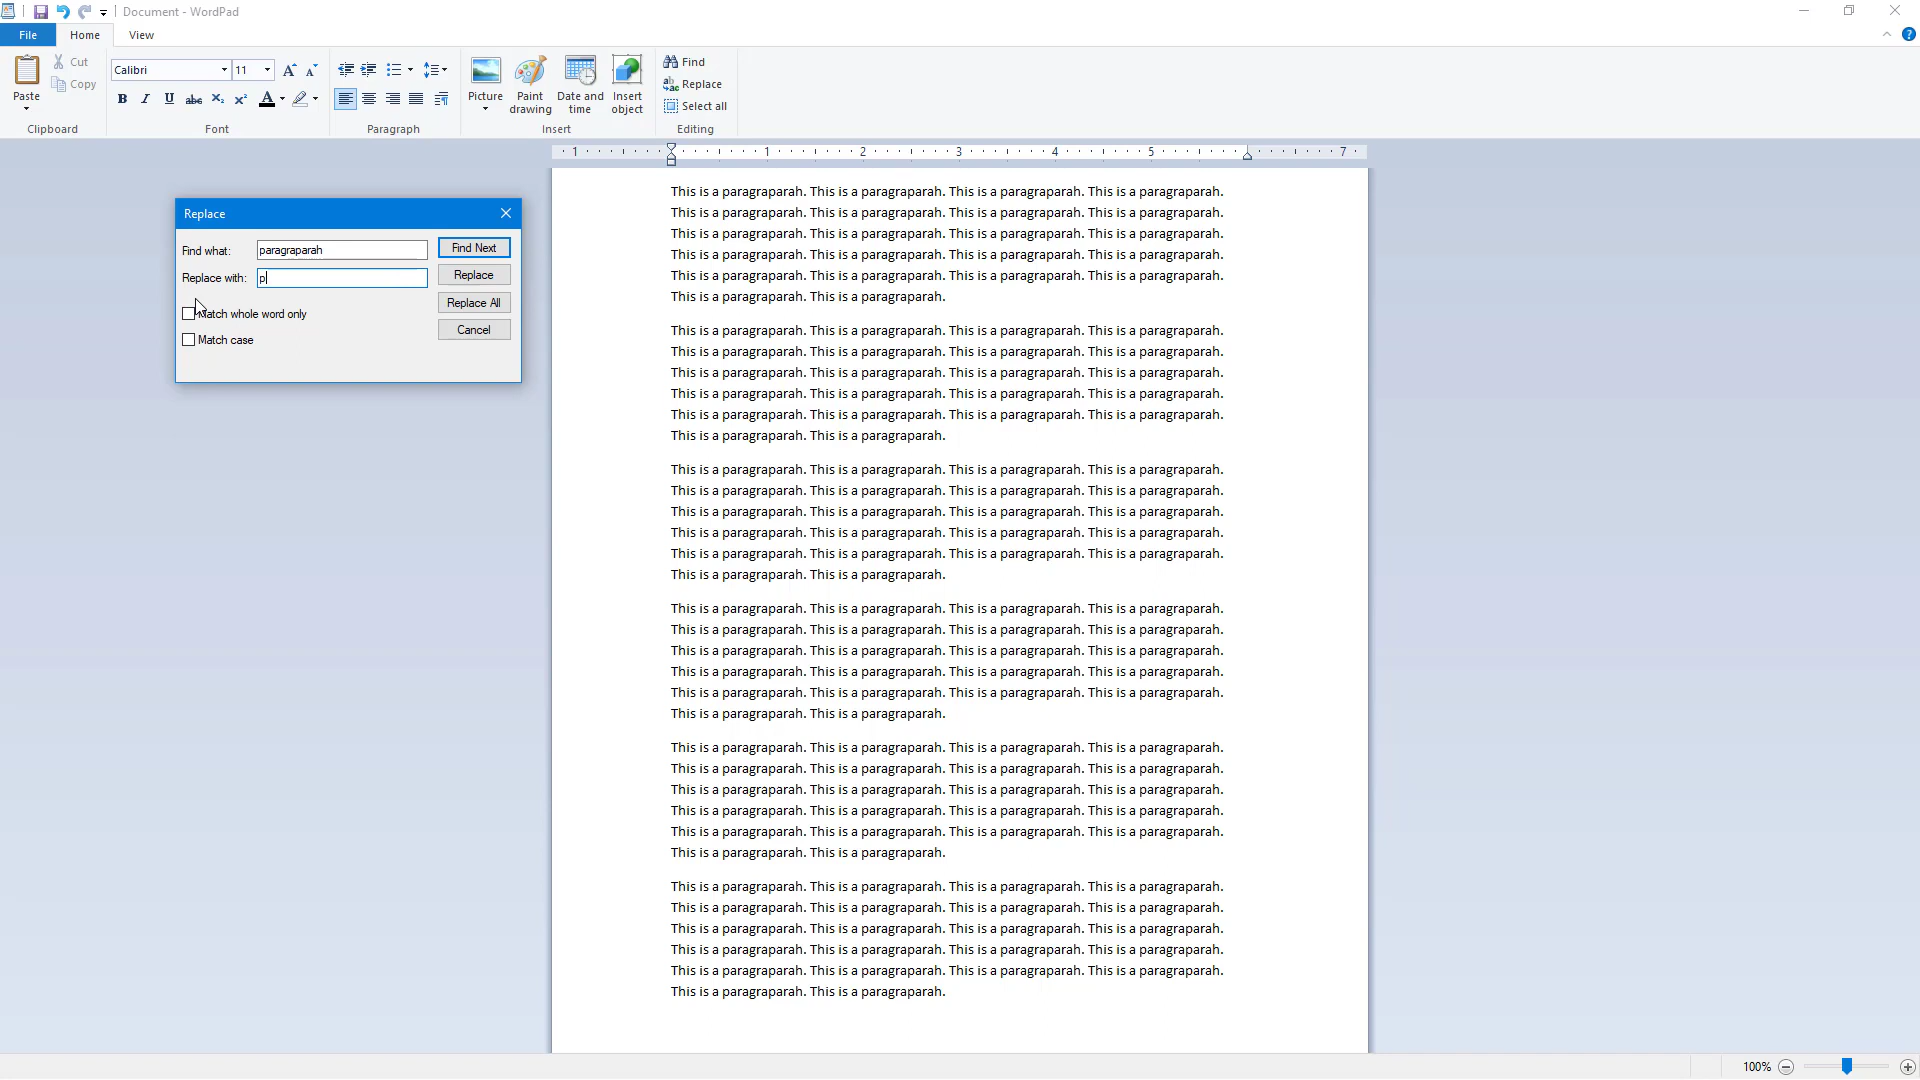 Document - WordPad
File Home View
Paste
Cut
Copy
Clipboard
Calibri 11
B I U abc X₂ X² A
Font
Paragraph
Picture
Paint drawing
Date and time
Insert object
Insert
Find
Replace
Select all
Editing
1 1 2 3 4 5 7
Replace
Find what: paragraparah Find Next
Replace with: p Replace
Match whole word only Replace All
Match case Cancel
This is a paragraparah. This is a paragraparah. This is a paragraparah. This is a paragraparah.
This is a paragraparah. This is a paragraparah. This is a paragraparah. This is a paragraparah.
This is a paragraparah. This is a paragraparah. This is a paragraparah. This is a paragraparah.
This is a paragraparah. This is a paragraparah. This is a paragraparah. This is a paragraparah.
This is a paragraparah. This is a paragraparah. This is a paragraparah. This is a paragraparah.
This is a paragraparah. This is a paragraparah.
This is a paragraparah. This is a paragraparah. This is a paragraparah. This is a paragraparah.
This is a paragraparah. This is a paragraparah. This is a paragraparah. This is a paragraparah.
This is a paragraparah. This is a paragraparah. This is a paragraparah. This is a paragraparah.
This is a paragraparah. This is a paragraparah. This is a paragraparah. This is a paragraparah.
This is a paragraparah. This is a paragraparah. This is a paragraparah. This is a paragraparah.
This is a paragraparah. This is a paragraparah.
This is a paragraparah. This is a paragraparah. This is a paragraparah. This is a paragraparah.
This is a paragraparah. This is a paragraparah. This is a paragraparah. This is a paragraparah.
This is a paragraparah. This is a paragraparah. This is a paragraparah. This is a paragraparah.
This is a paragraparah. This is a paragraparah. This is a paragraparah. This is a paragraparah.
This is a paragraparah. This is a paragraparah. This is a paragraparah. This is a paragraparah.
This is a paragraparah. This is a paragraparah.
This is a paragraparah. This is a paragraparah. This is a paragraparah. This is a paragraparah.
This is a paragraparah. This is a paragraparah. This is a paragraparah. This is a paragraparah.
This is a paragraparah. This is a paragraparah. This is a paragraparah. This is a paragraparah.
This is a paragraparah. This is a paragraparah. This is a paragraparah. This is a paragraparah.
This is a paragraparah. This is a paragraparah. This is a paragraparah. This is a paragraparah.
This is a paragraparah. This is a paragraparah.
This is a paragraparah. This is a paragraparah. This is a paragraparah. This is a paragraparah.
This is a paragraparah. This is a paragraparah. This is a paragraparah. This is a paragraparah.
This is a paragraparah. This is a paragraparah. This is a paragraparah. This is a paragraparah.
This is a paragraparah. This is a paragraparah. This is a paragraparah. This is a paragraparah.
This is a paragraparah. This is a paragraparah. This is a paragraparah. This is a paragraparah.
This is a paragraparah. This is a paragraparah.
This is a paragraparah. This is a paragraparah. This is a paragraparah. This is a paragraparah.
This is a paragraparah. This is a paragraparah. This is a paragraparah. This is a paragraparah.
This is a paragraparah. This is a paragraparah. This is a paragraparah. This is a paragraparah.
This is a paragraparah. This is a paragraparah. This is a paragraparah. This is a paragraparah.
This is a paragraparah. This is a paragraparah. This is a paragraparah. This is a paragraparah.
This is a paragraparah. This is a paragraparah.
100%